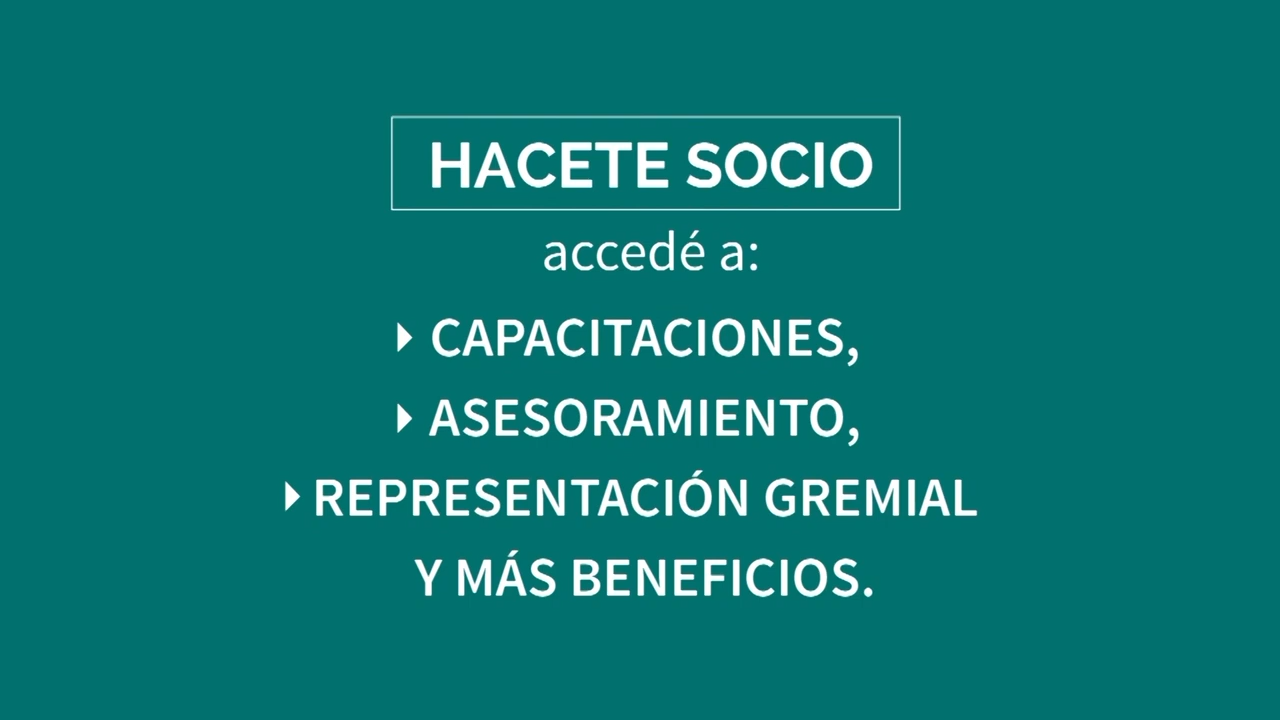 HACETE SOCIO
accedé a:
CAPACITACIONES,
ASESORAMIENTO,
REPRESENTACIÓN GREMIAL
Y MÁS BENEFICIOS.